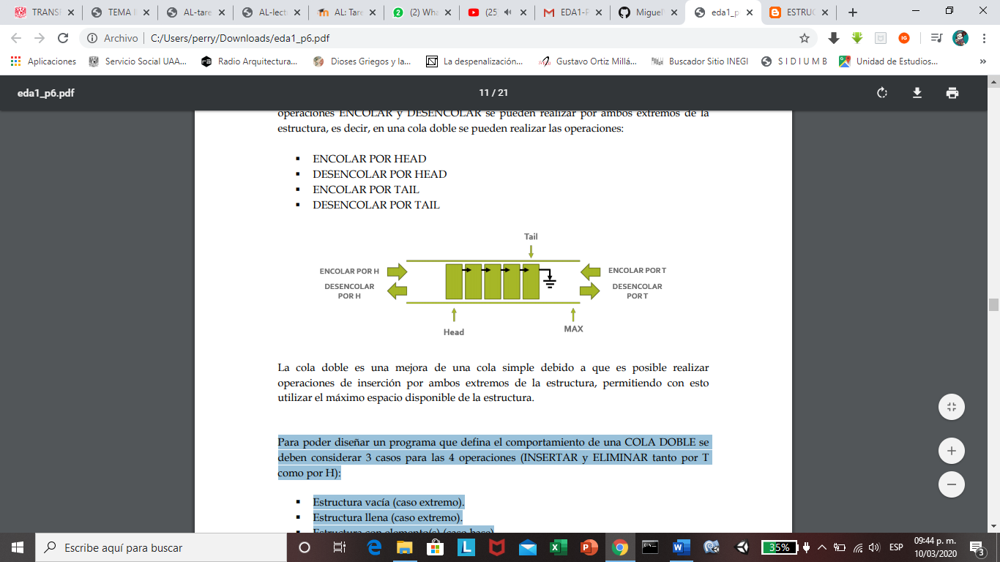 TRANSF
TEMA I
AL-tare
AL-lect
AL: Tare
(2) Wha
(25
EDA1-P
Miguel
eda1_p
ESTRUC
Archivo
C:/Users/perry/Downloads/eda1_p6.pdf
Aplicaciones
Servicio Social UAA...
Radio Arquitectura...
Dioses Griegos y la...
La despenalización...
Gustavo Ortiz Millá...
Buscador Sitio INEGI
S I D I U M B
Unidad de Estudios...
»
eda1_p6.pdf
11 / 21
operaciones ENCOLAR y DESENCOLAR se pueden realizar por ambos extremos de la
estructura, es decir, en una cola doble se pueden realizar las operaciones:
▪ ENCOLAR POR HEAD
▪ DESENCOLAR POR HEAD
▪ ENCOLAR POR TAIL
▪ DESENCOLAR POR TAIL
Tail
ENCOLAR POR H
ENCOLAR POR T
DESENCOLAR
POR H
DESENCOLAR
POR T
Head
MAX
La cola doble es una mejora de una cola simple debido a que es posible realizar
operaciones de inserción por ambos extremos de la estructura, permitiendo con esto
utilizar el máximo espacio disponible de la estructura.
Para poder diseñar un programa que defina el comportamiento de una COLA DOBLE se
deben considerar 3 casos para las 4 operaciones (INSERTAR y ELIMINAR tanto por T
como por H):
▪ Estructura vacía (caso extremo).
▪ Estructura llena (caso extremo).
▪ Estructura con elemento(s) (caso base)
Escribe aquí para buscar
35%
ESP
09:44 p. m.
10/03/2020
3